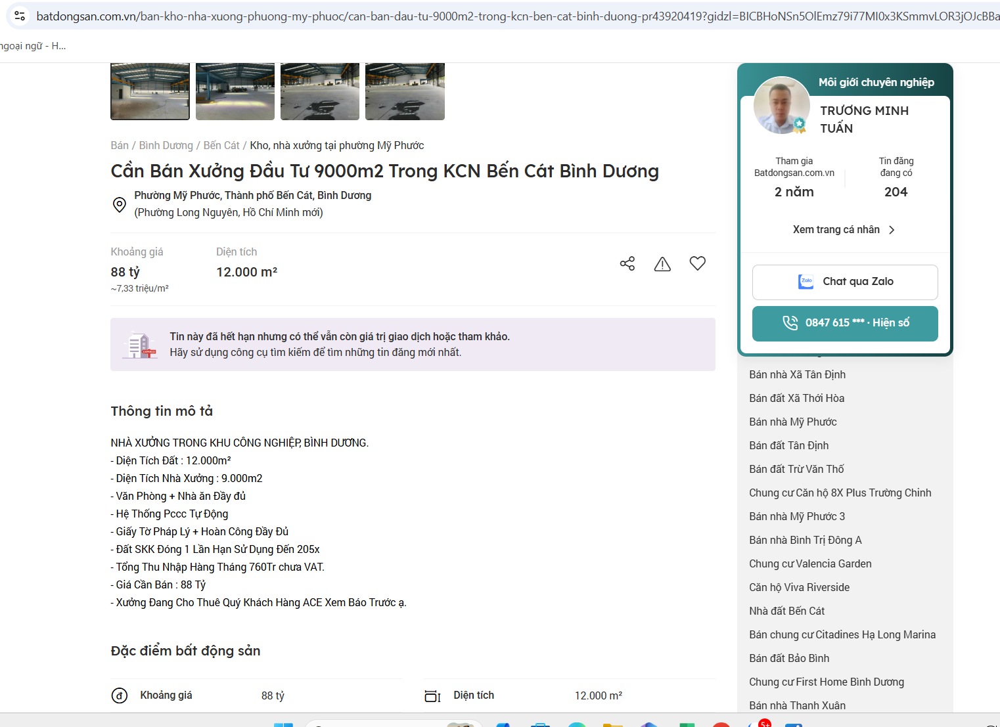 batdongsan.com.vn/ban-kho-nha-xuong-phuong-my-phuoc/can-ban-dau-tu-9000m2-trong-kcn-ben-cat-binh-duong-pr43920419?gidzl=BICBHoNSn5OlEmz79i77MI0x3KSmmvLOR3jOJcBBa
ngoại ngữ - H...
Bán / Bình Dương / Bến Cát / Kho, nhà xưởng tại phường Mỹ Phước
Cần Bán Xưởng Đầu Tư 9000m2 Trong KCN Bến Cát Bình Dương
Phường Mỹ Phước, Thành phố Bến Cát, Bình Dương
(Phường Long Nguyên, Hồ Chí Minh mới)
Khoảng giá
88 tỷ
~7,33 triệu/m²
Diện tích
12.000 m²
Tin này đã hết hạn nhưng có thể vẫn còn giá trị giao dịch hoặc tham khảo.
Hãy sử dụng công cụ tìm kiếm để tìm những tin đăng mới nhất.
Thông tin mô tả
NHÀ XƯỞNG TRONG KHU CÔNG NGHIỆP, BÌNH DƯƠNG.
- Diện Tích Đất : 12.000m²
- Diện Tích Nhà Xưởng : 9.000m2
- Văn Phòng + Nhà ăn Đầy đủ
- Hệ Thống Pccc Tự Động
- Giấy Tờ Pháp Lý + Hoàn Công Đầy Đủ
- Đất SKK Đóng 1 Lần Hạn Sử Dụng Đến 205x
- Tổng Thu Nhập Hàng Tháng 760Tr chưa VAT.
- Giá Cần Bán : 88 Tỷ
- Xưởng Đang Cho Thuê Quý Khách Hàng ACE Xem Báo Trước ạ.
Đặc điểm bất động sản
Khoảng giá
88 tỷ
Diện tích
12.000 m²
Môi giới chuyên nghiệp
TRƯƠNG MINH
TUẤN
Tham gia
Batdongsan.com.vn
2 năm
Tin đăng
đang có
204
Xem trang cá nhân
Zalo
Chat qua Zalo
0847 615 *** · Hiện số
Bán nhà Xã Tân Định
Bán đất Xã Thới Hòa
Bán nhà Mỹ Phước
Bán đất Tân Định
Bán đất Trừ Văn Thố
Chung cư Căn hộ 8X Plus Trường Chinh
Bán nhà Mỹ Phước 3
Bán nhà Bình Trị Đông A
Chung cư Valencia Garden
Căn hộ Viva Riverside
Nhà đất Bến Cát
Bán chung cư Citadines Hạ Long Marina
Bán đất Bảo Bình
Chung cư First Home Bình Dương
Bán nhà Thanh Xuân
5+